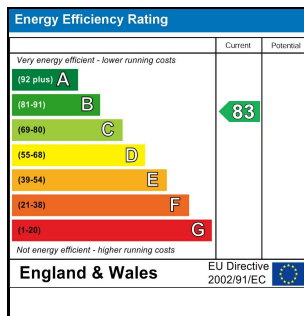 Energy Efficiency Rating
Current Potential
Very energy efficient - lower running costs
(92 plus) A
(81-91) B
83
(69-80) C
(55-68) D
(39-54) E
(21-38) F
(1-20) G
Not energy efficient - higher running costs
England & Wales
EU Directive
2002/91/EC